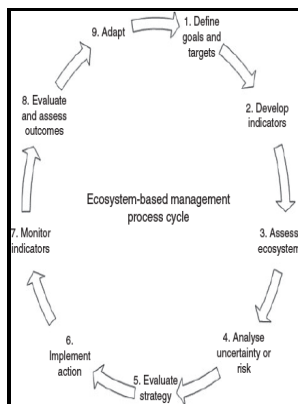 1. Define
goals and
targets
2. Develop
indicators
3. Assess
ecosystem
4. Analyse
uncertainty or
risk
5. Evaluate
strategy
6.
Implement
action
7. Monitor
indicators
8. Evaluate
and assess
outcomes
9. Adapt
Ecosystem-based management
process cycle